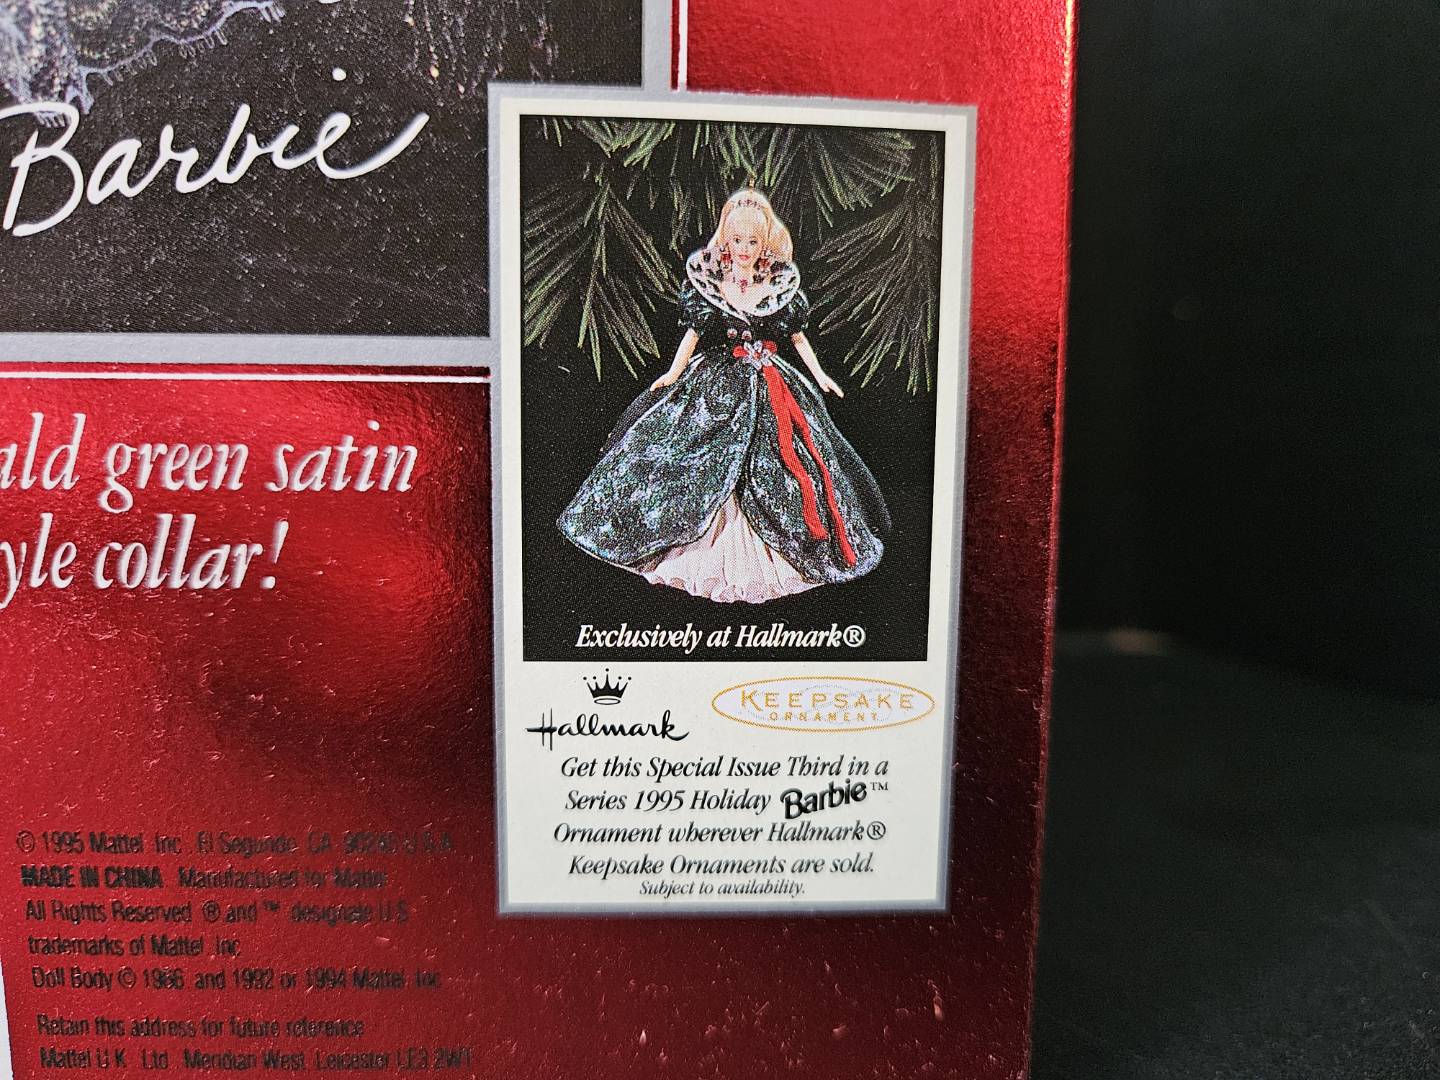 Barbie
ald green satin
yle collar!
Exclusively at Hallmark®
Hallmark
KEEPSAKE
ORNAMENT
Get this Special Issue Third in a
Series 1995 Holiday Barbie™
Ornament wherever Hallmark®
Keepsake Ornaments are sold.
Subject to availability.
© 1995 Mattel, Inc. El Segundo, CA 90245 U.S.A.
MADE IN CHINA. Manufactured for Mattel.
All Rights Reserved. ® and ™ designate U.S.
trademarks of Mattel, Inc.
Doll Body © 1966 and 1992 or 1994 Mattel, Inc.
Retain this address for future reference
Mattel U.K. Ltd. Meridian West, Leicester LE3 2WT